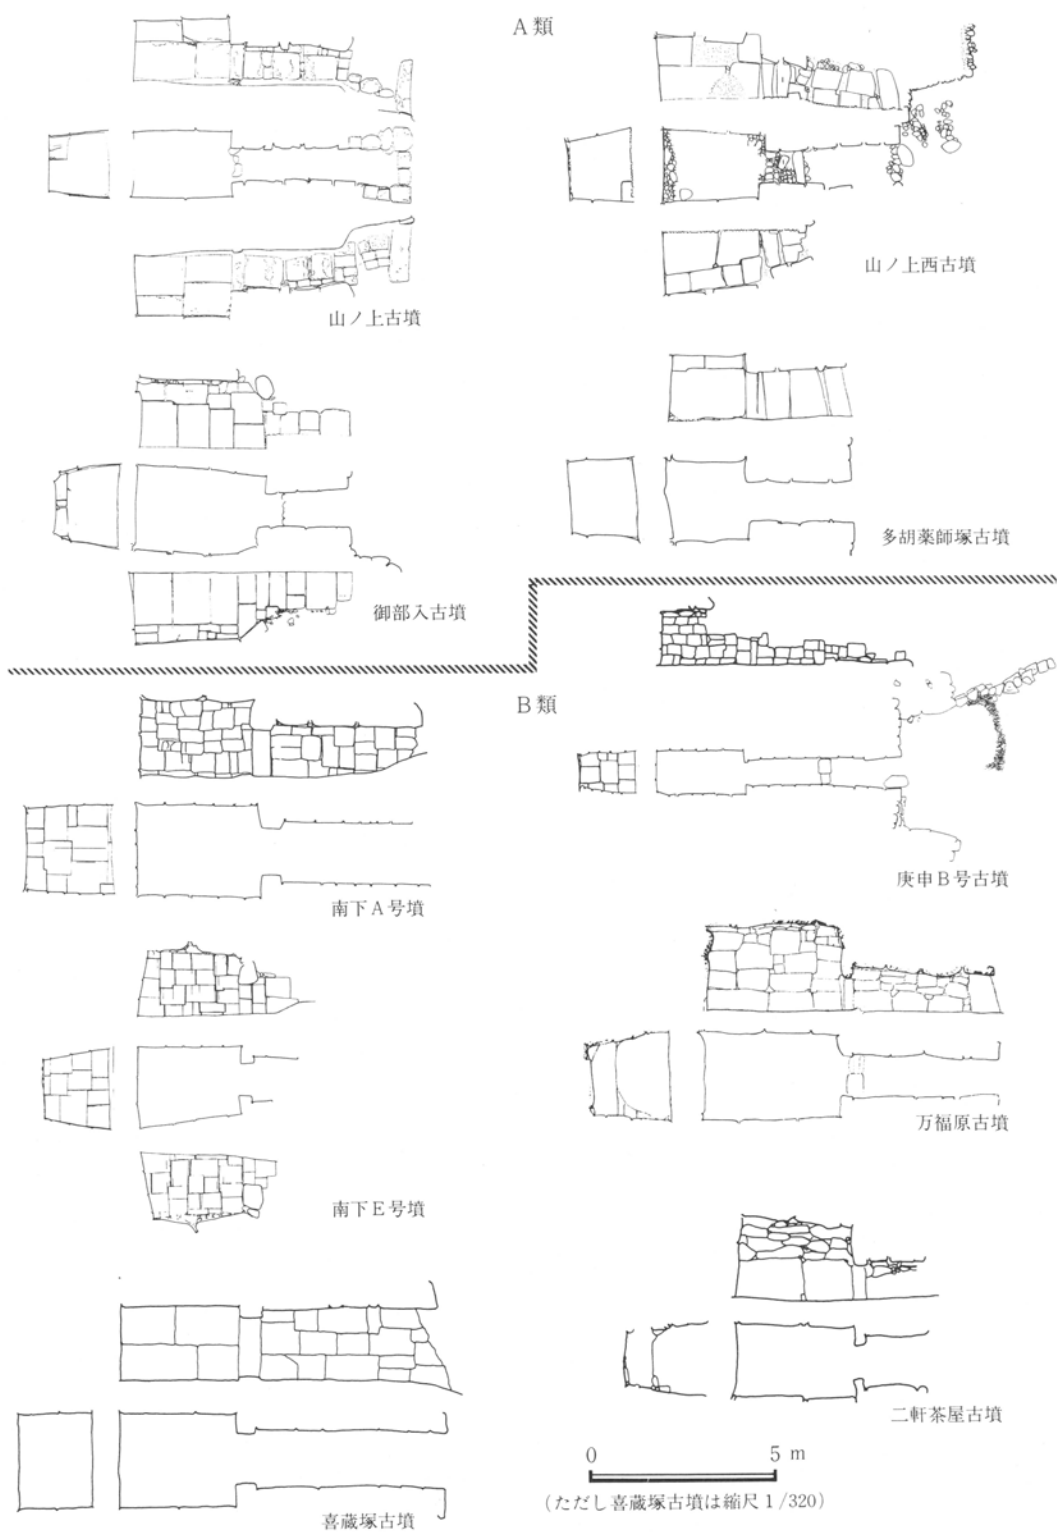 A類
山ノ上古墳
山ノ上西古墳
御部入古墳
多胡薬師塚古墳
B類
南下A号墳
庚申B号古墳
南下E号墳
万福原古墳
喜蔵塚古墳
二軒茶屋古墳
0 5 m
(ただし喜蔵塚古墳は縮尺1/320)